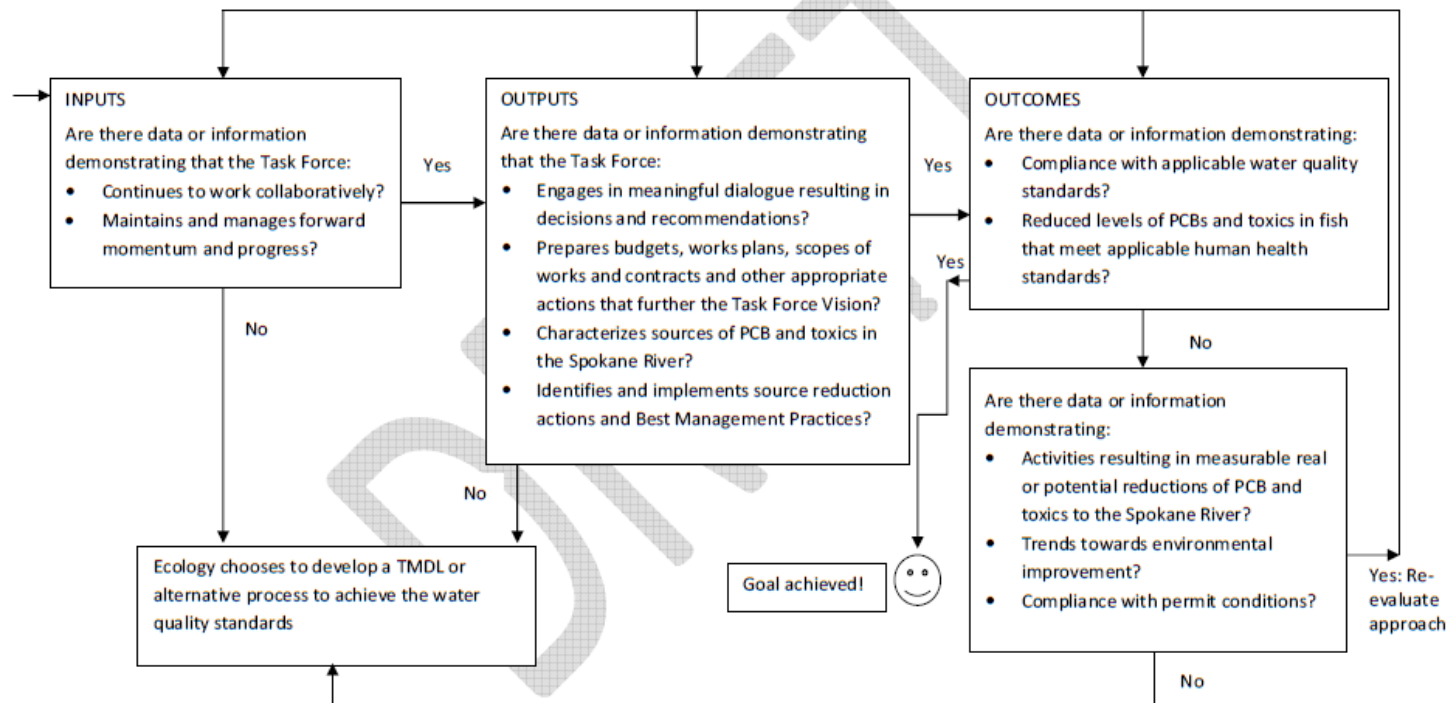 INPUTS
Are there data or information
demonstrating that the Task Force:
• Continues to work collaboratively?
• Maintains and manages forward
momentum and progress?
Yes
No
OUTPUTS
Are there data or information demonstrating
that the Task Force:
• Engages in meaningful dialogue resulting in
decisions and recommendations?
• Prepares budgets, works plans, scopes of
works and contracts and other appropriate
actions that further the Task Force Vision?
• Characterizes sources of PCB and toxics in
the Spokane River?
• Identifies and implements source reduction
actions and Best Management Practices?
Yes
No
OUTCOMES
Are there data or information demonstrating:
• Compliance with applicable water quality
standards?
• Reduced levels of PCBs and toxics in fish
that meet applicable human health
standards?
Yes
No
Are there data or information
demonstrating:
• Activities resulting in measurable real
or potential reductions of PCB and
toxics to the Spokane River?
• Trends towards environmental
improvement?
• Compliance with permit conditions?
Yes: Re-
evaluate
approach
No
Ecology chooses to develop a TMDL or
alternative process to achieve the water
quality standards
Goal achieved!
DRAFT